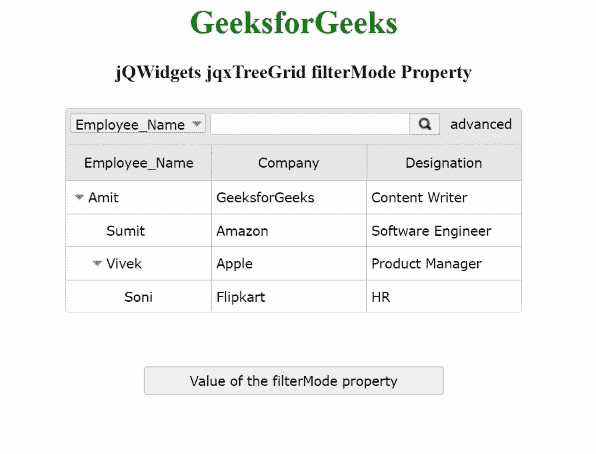 GeeksforGeeks
jQWidgets jqxTreeGrid filterMode Property
Employee_Name advanced
Employee_Name Company Designation
Amit GeeksforGeeks Content Writer
Sumit Amazon Software Engineer
Vivek Apple Product Manager
Soni Flipkart HR
Value of the filterMode property